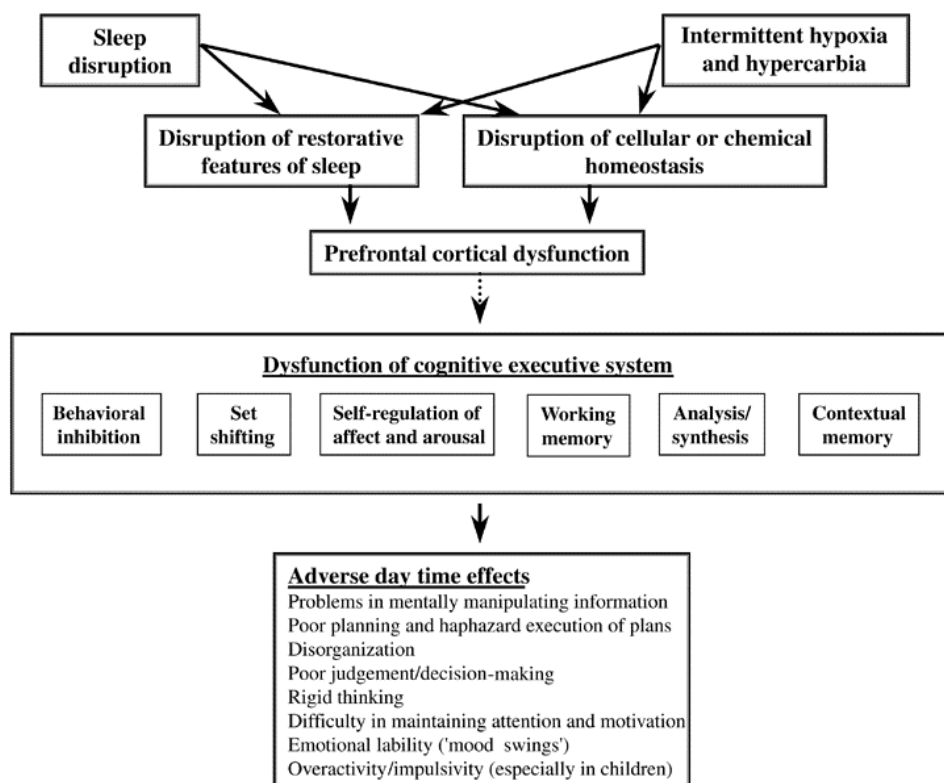 Sleep
disruption
Intermittent hypoxia
and hypercarbia
Disruption of restorative
features of sleep
Disruption of cellular or chemical
homeostasis
Prefrontal cortical dysfunction
Dysfunction of cognitive executive system
Behavioral
inhibition
Set
shifting
Self-regulation of
affect and arousal
Working
memory
Analysis/
synthesis
Contextual
memory
Adverse day time effects
Problems in mentally manipulating information
Poor planning and haphazard execution of plans
Disorganization
Poor judgement/decision-making
Rigid thinking
Difficulty in maintaining attention and motivation
Emotional lability ('mood swings')
Overactivity/impulsivity (especially in children)